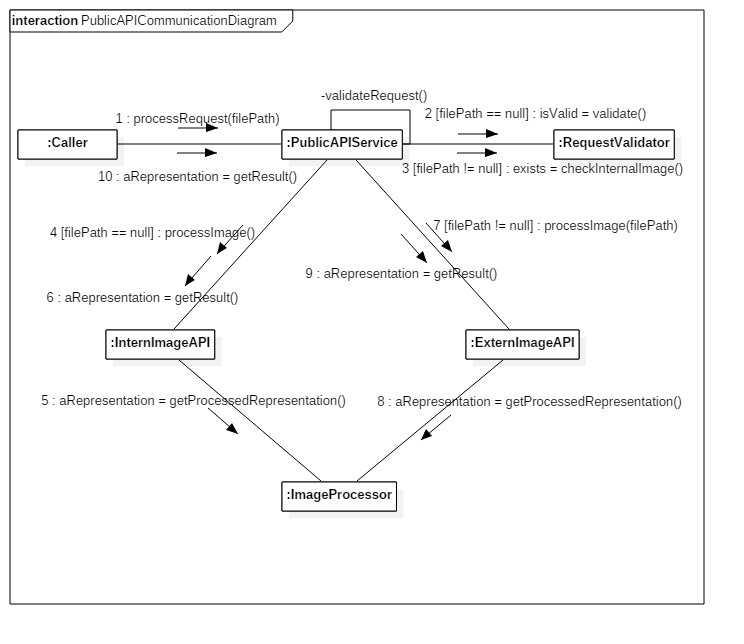 interaction PublicAPICommunicationDiagram
-validateRequest()
1 : processRequest(filePath)
2 [filePath == null] : isValid = validate()
:Caller
:PublicAPIService
:RequestValidator
10 : aRepresentation = getResult()
3 [filePath != null] : exists = checkInternalImage()
4 [filePath == null] : processImage()
7 [filePath != null] : processImage(filePath)
9 : aRepresentation = getResult()
6 : aRepresentation = getResult()
:InternImageAPI
:ExternImageAPI
5 : aRepresentation = getProcessedRepresentation()
8 : aRepresentation = getProcessedRepresentation()
:ImageProcessor